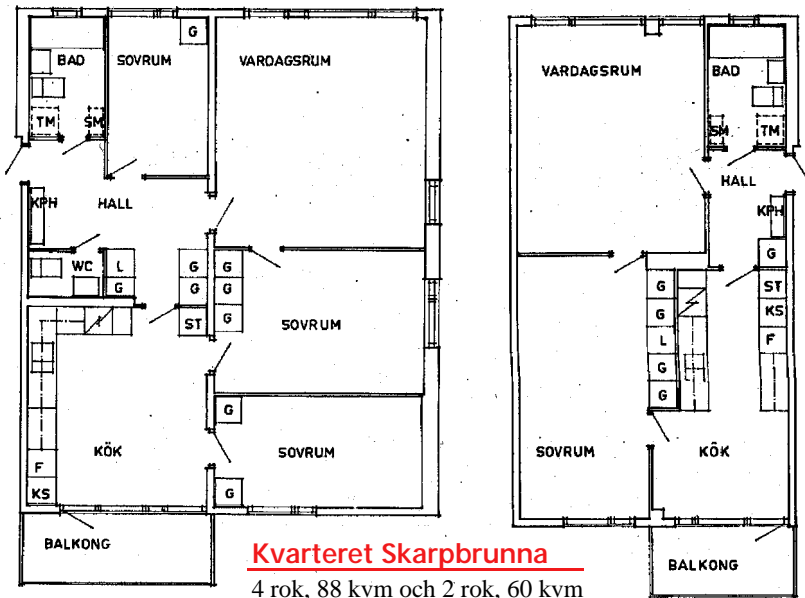 BAD
SOVRUM
G
VARDAGSRUM
TM
SM
KPH
HALL
WC
L
G
G
G
G
G
G
ST
SOVRUM
KÖK
F
KS
G
SOVRUM
G
BALKONG
VARDAGSRUM
BAD
SM
TM
HALL
KPH
G
G
G
L
G
G
ST
KS
F
SOVRUM
KÖK
BALKONG
Kvarteret Skarpbrunna
4 rok, 88 kvm och 2 rok, 60 kvm